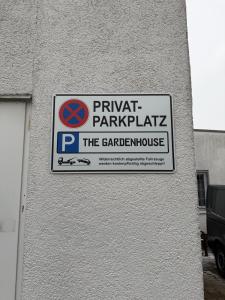 PRIVAT-
PARKPLATZ
P THE GARDENHOUSE
Widerrechtlich abgestellte Fahrzeuge
werden kostenpflichtig abgeschleppt!